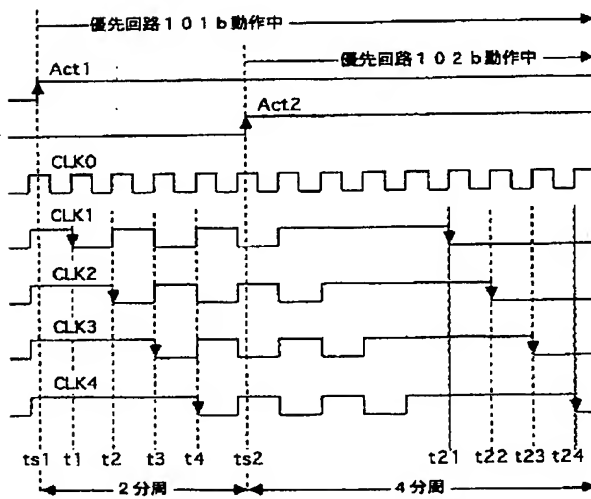 優先回路101b動作中
優先回路102b動作中
Act1
Act2
CLK0
CLK1
CLK2
CLK3
CLK4
ts1 t1 t2 t3 t4 ts2 t21 t22 t23 t24
2分周 4分周